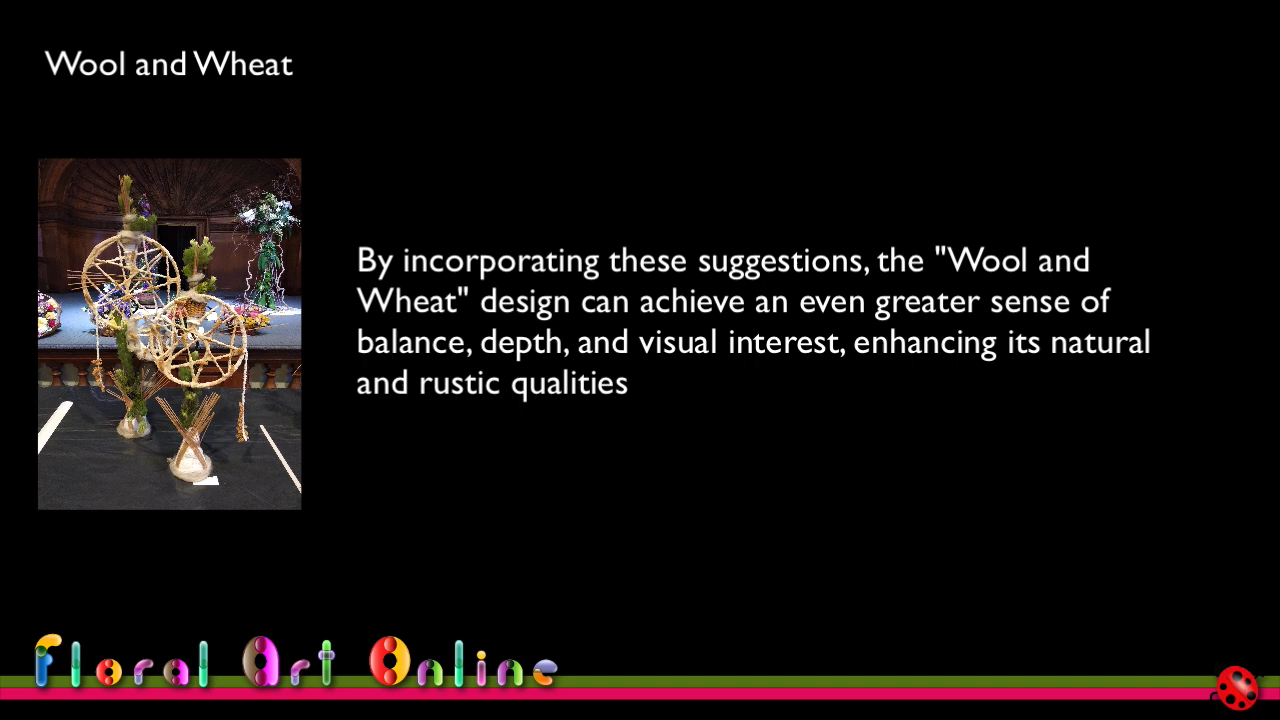 Wool and Wheat
By incorporating these suggestions, the "Wool and
Wheat" design can achieve an even greater sense of
balance, depth, and visual interest, enhancing its natural
and rustic qualities
Floral Art Online